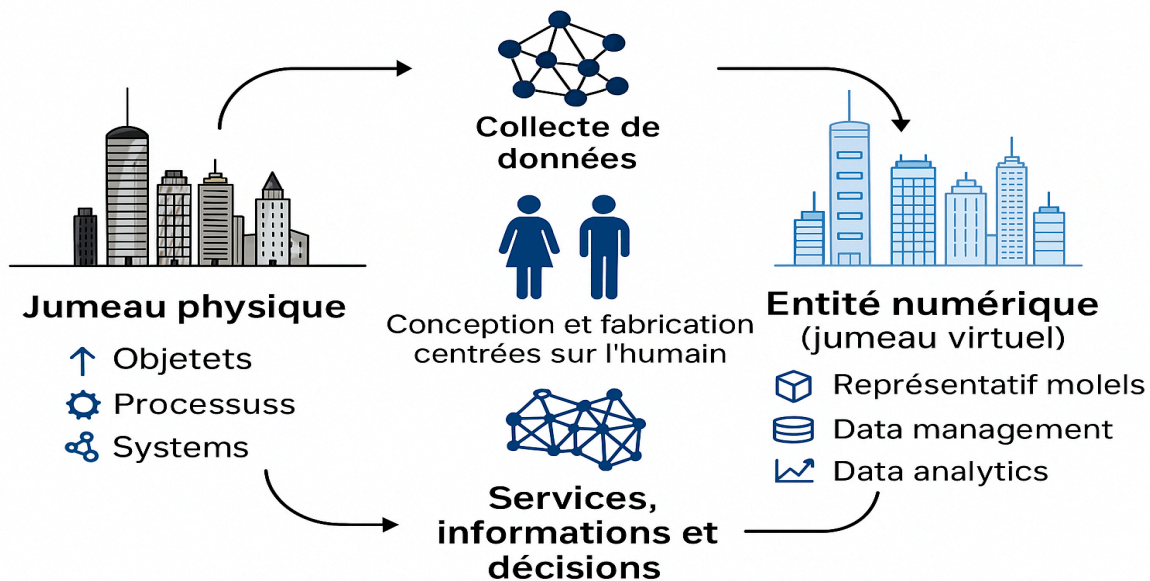 Collecte de
données
Jumeau physique
Objetets
Processuss
Systems
Conception et fabrication
centrées sur l'humain
Entité numérique
(jumeau virtuel)
Représentatif molels
Data management
Data analytics
Services,
informations et
décisions